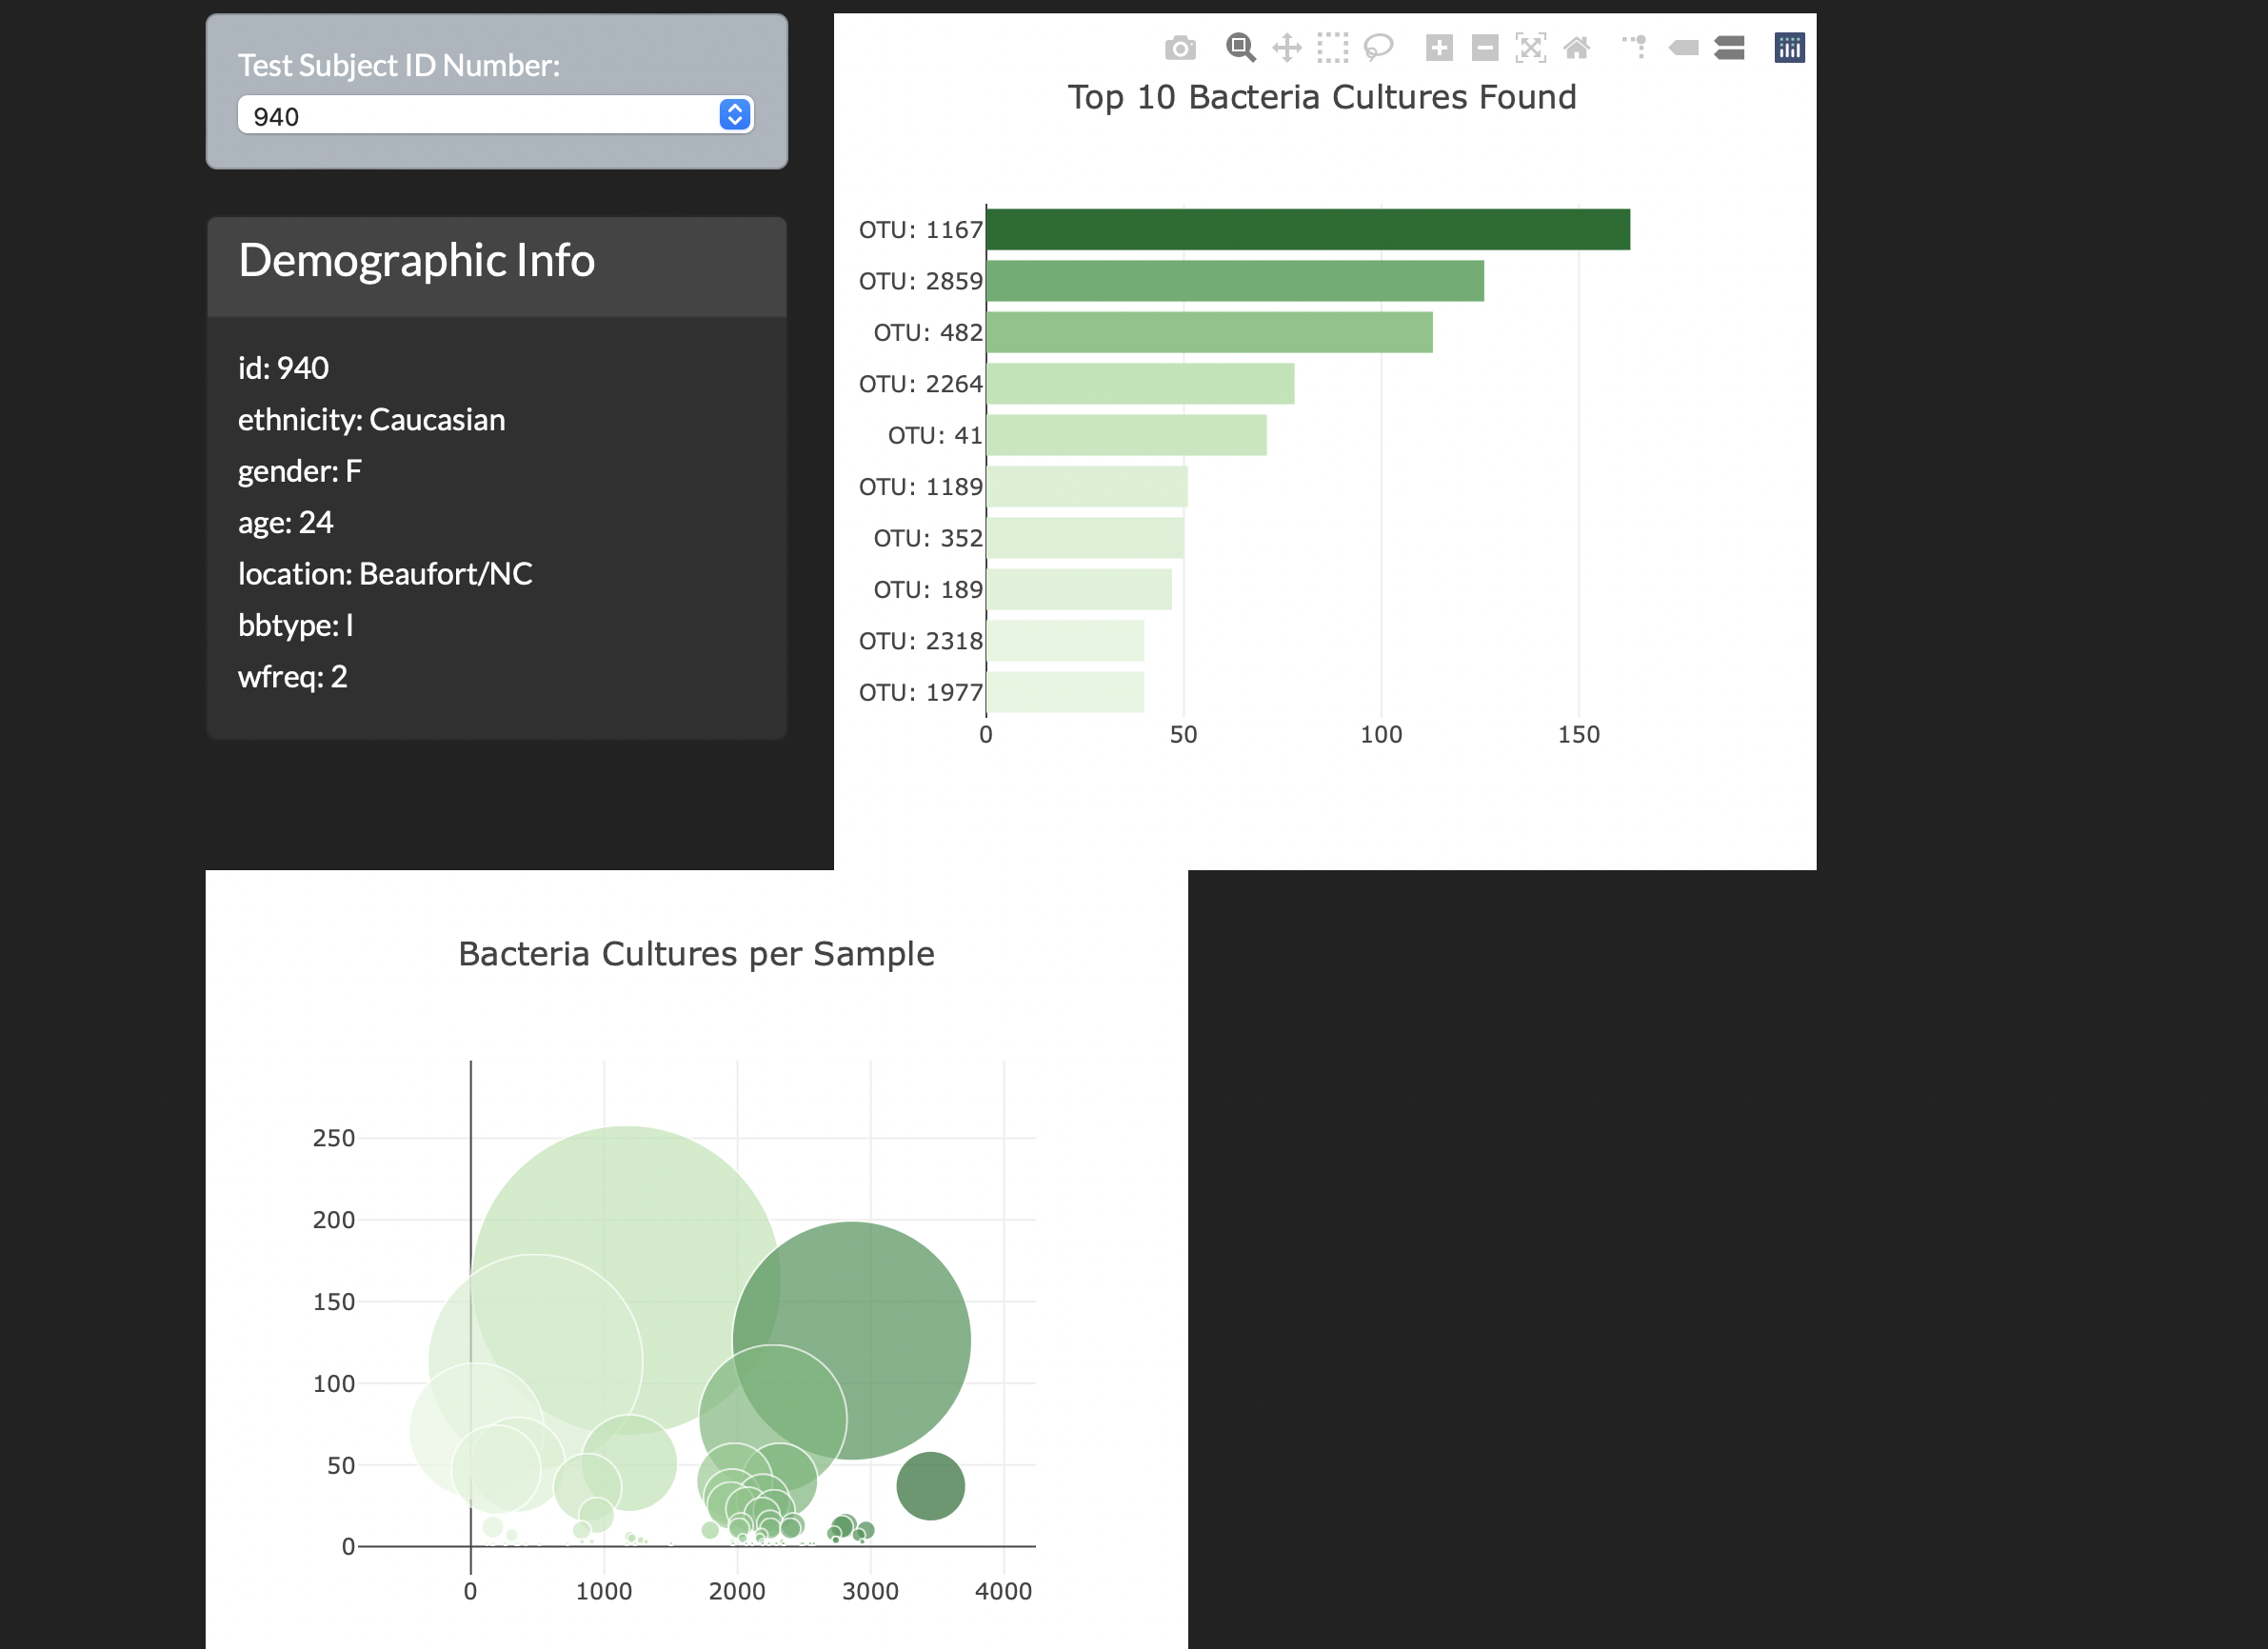 Test Subject ID Number:
940
Demographic Info
id: 940
ethnicity: Caucasian
gender: F
age: 24
location: Beaufort/NC
bbtype: I
wfreq: 2
Top 10 Bacteria Cultures Found
OTU: 1167
OTU: 2859
OTU: 482
OTU: 2264
OTU: 41
OTU: 1189
OTU: 352
OTU: 189
OTU: 2318
OTU: 1977
0 50 100 150
Bacteria Cultures per Sample
250
200
150
100
50
0
0 1000 2000 3000 4000